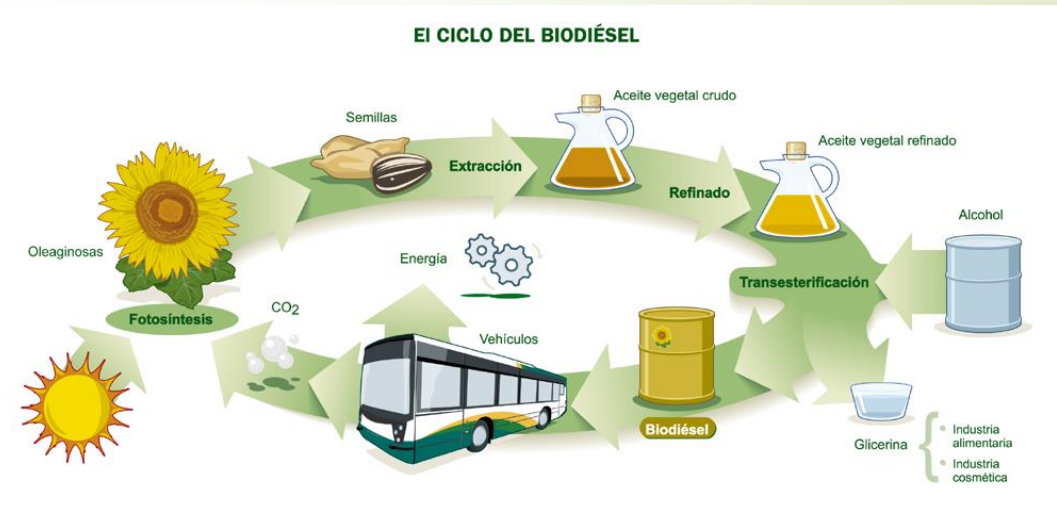 El CICLO DEL BIODIÉSEL
Aceite vegetal crudo
Semillas
Aceite vegetal refinado
Extracción
Refinado
Alcohol
Oleaginosas
Energía
Transesterificación
CO2
Fotosíntesis
Vehículos
Biodiésel
Glicerina
Industria
alimentaria
Industria
cosmética